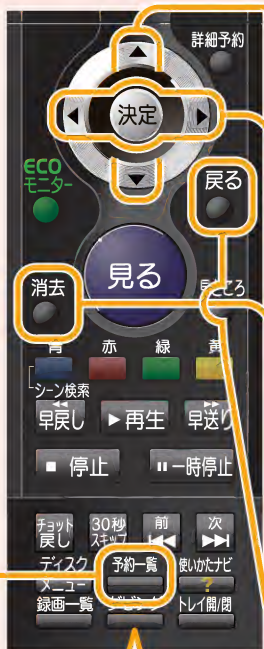 詳細予約
決定
ECO
モニター
戻る
見る
消去
青 赤 緑 黄
シーン検索
早戻し ▶再生 早送り
■ 停止 一時停止
チョット戻し 30秒スキップ 前 次
ディスクメニュー 予約一覧 使いかたナビ
?
録画一覧 トレイ開/閉